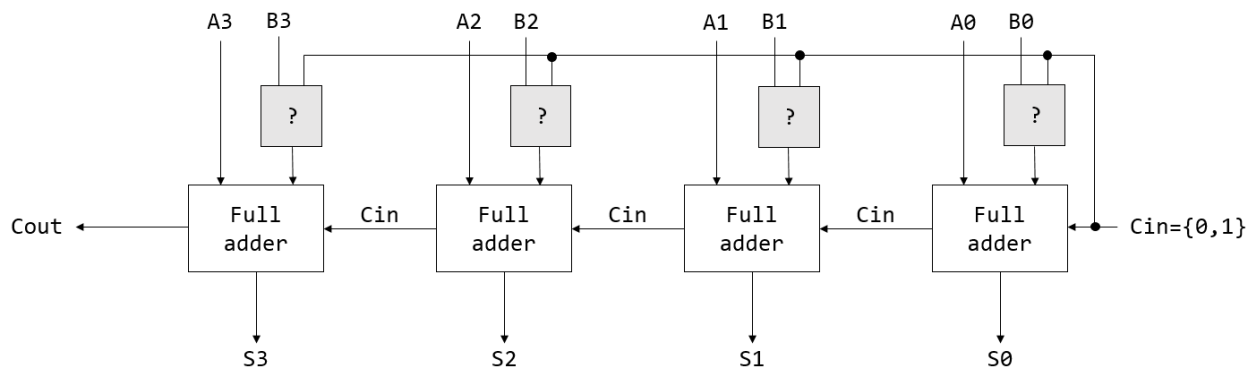 A3 B3 A2 B2 A1 B1 A0 B0
? ? ? ?
Full adder
Cin
Full adder
Cin
Full adder
Cin
Full adder
Cout
Cin={0,1}
S3 S2 S1 S0